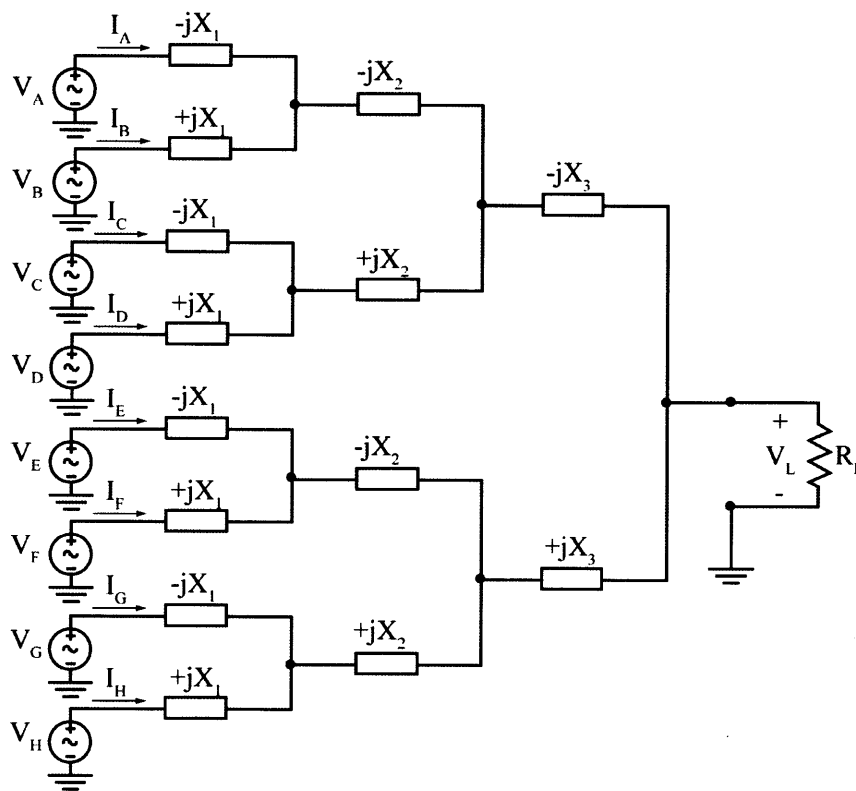 I_A
-jX_1
V_A
-jX_2
I_B
+jX_1
V_B
-jX_3
I_C
-jX_1
V_C
+jX_2
I_D
+jX_1
V_D
I_E
-jX_1
V_E
-jX_2
+
V_L
-
I_F
+jX_1
V_F
+jX_3
I_G
-jX_1
V_G
+jX_2
I_H
+jX_1
V_H